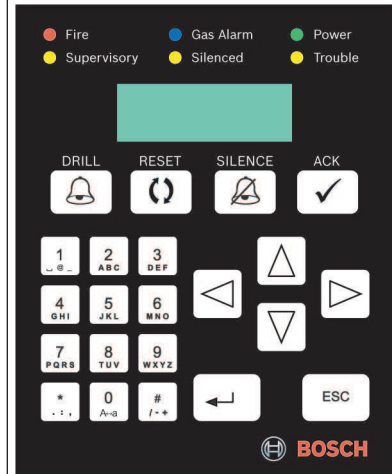 Fire Gas Alarm Power
Supervisory Silenced Trouble
DRILL RESET SILENCE ACK
1 2 3
␣ @ _ ABC DEF
4 5 6
GHI JKL MNO
7 8 9
PQRS TUV WXYZ
* 0 #
. : , A↔a / - +
ESC
BOSCH